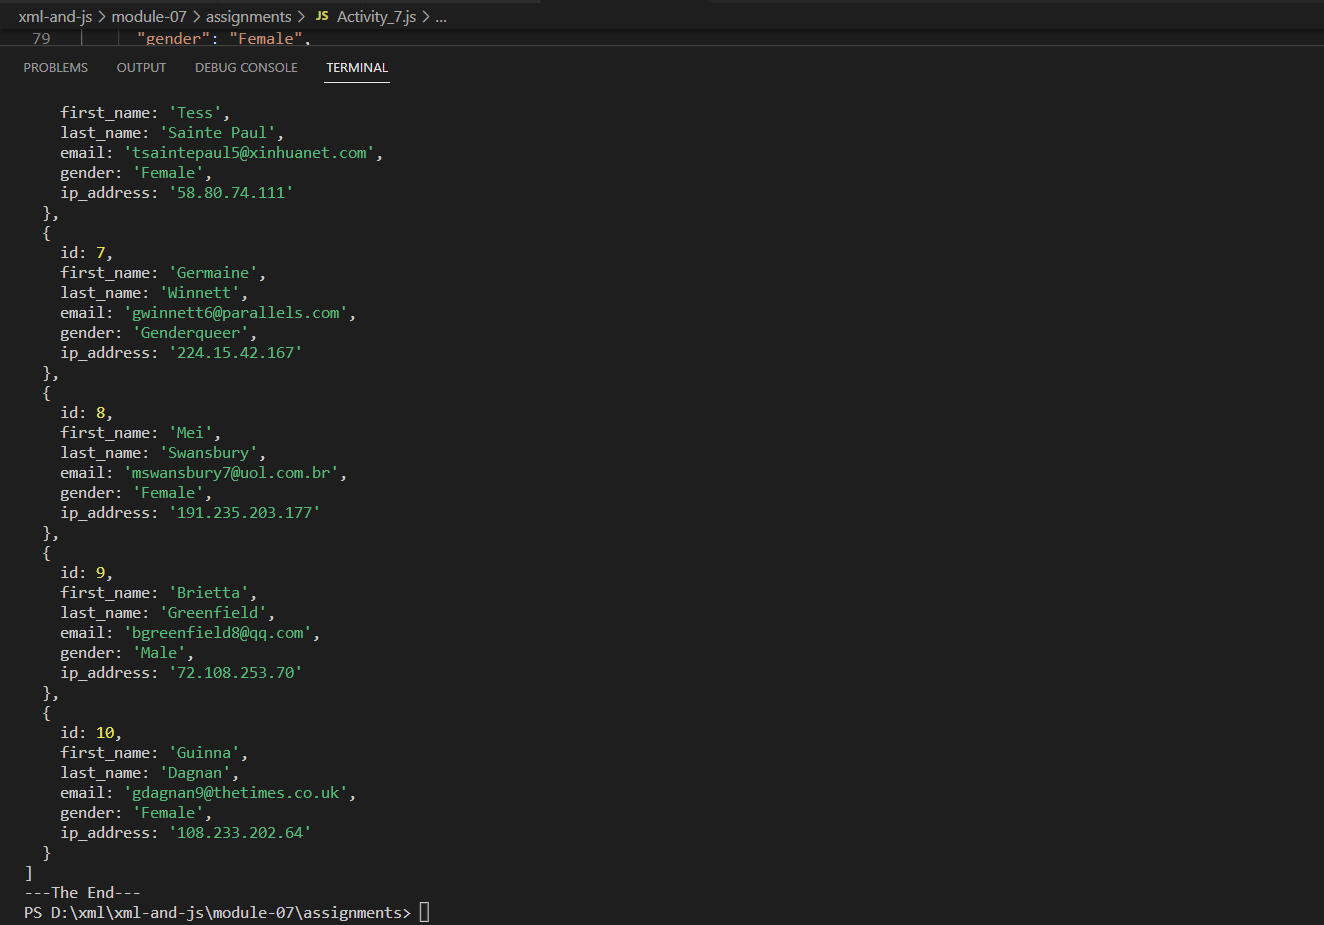 xml-and-js > module-07 > assignments > JS Activity_7.js > ...
79 "gender": "Female",
PROBLEMS OUTPUT DEBUG CONSOLE TERMINAL
first_name: 'Tess',
last_name: 'Sainte Paul',
email: 'tsaintepaul5@xinhuanet.com',
gender: 'Female',
ip_address: '58.80.74.111'
},
{
id: 7,
first_name: 'Germaine',
last_name: 'Winnett',
email: 'gwinnett6@parallels.com',
gender: 'Genderqueer',
ip_address: '224.15.42.167'
},
{
id: 8,
first_name: 'Mei',
last_name: 'Swansbury',
email: 'mswansbury7@uol.com.br',
gender: 'Female',
ip_address: '191.235.203.177'
},
{
id: 9,
first_name: 'Brietta',
last_name: 'Greenfield',
email: 'bgreenfield8@qq.com',
gender: 'Male',
ip_address: '72.108.253.70'
},
{
id: 10,
first_name: 'Guinna',
last_name: 'Dagnan',
email: 'gdagnan9@thetimes.co.uk',
gender: 'Female',
ip_address: '108.233.202.64'
}
]
---The End---
PS D:\xml\xml-and-js\module-07\assignments>